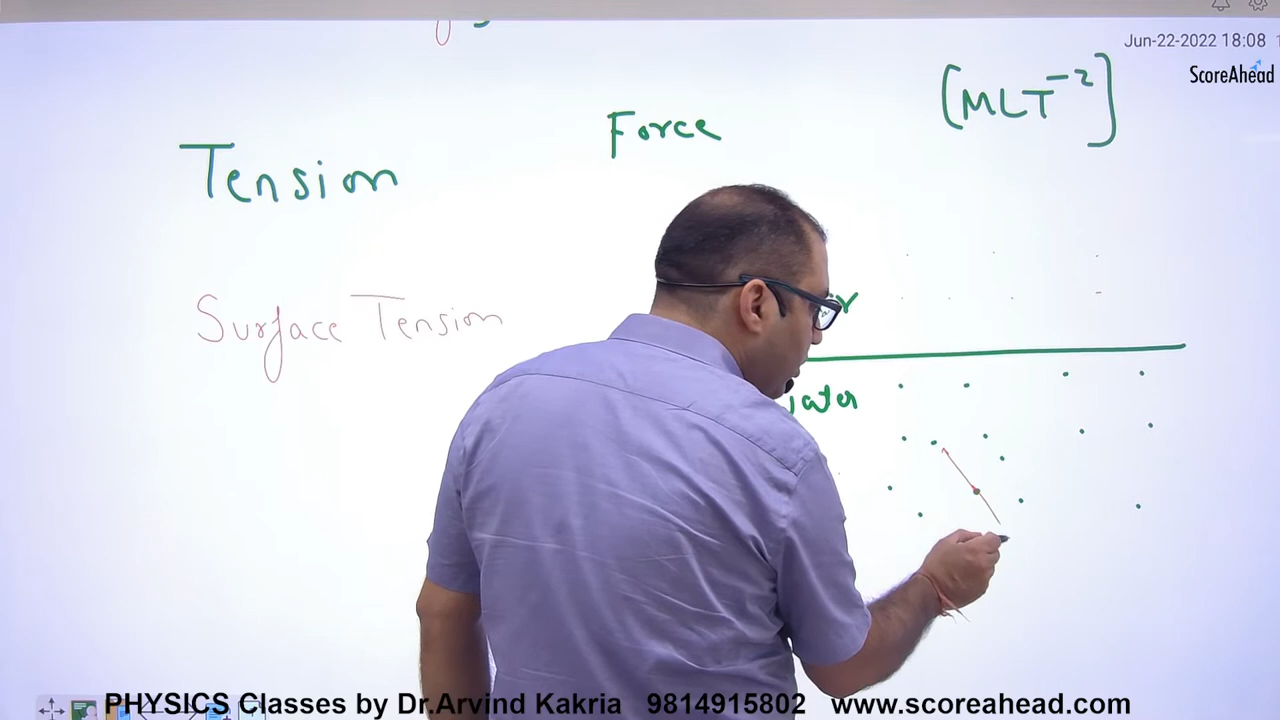 Jun-22-2022 18:08
ScoreAhead
[MLT⁻²]
Force
Tension
Surface Tension
PHYSICS Classes by Dr.Arvind Kakria 9814915802 www.scoreahead.com